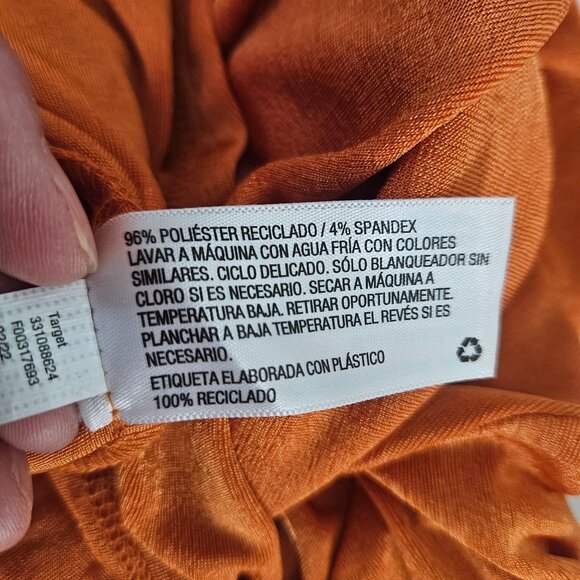 96% POLIÉSTER RECICLADO / 4% SPANDEX
LAVAR A MÁQUINA CON AGUA FRÍA CON COLORES
SIMILARES. CICLO DELICADO. SÓLO BLANQUEADOR SIN
CLORO SI ES NECESARIO. SECAR A MÁQUINA A
TEMPERATURA BAJA. RETIRAR OPORTUNAMENTE.
PLANCHAR A BAJA TEMPERATURA EL REVÉS SI ES
NECESARIO.
ETIQUETA ELABORADA CON PLÁSTICO
100% RECICLADO
Target
331088624
F00317693